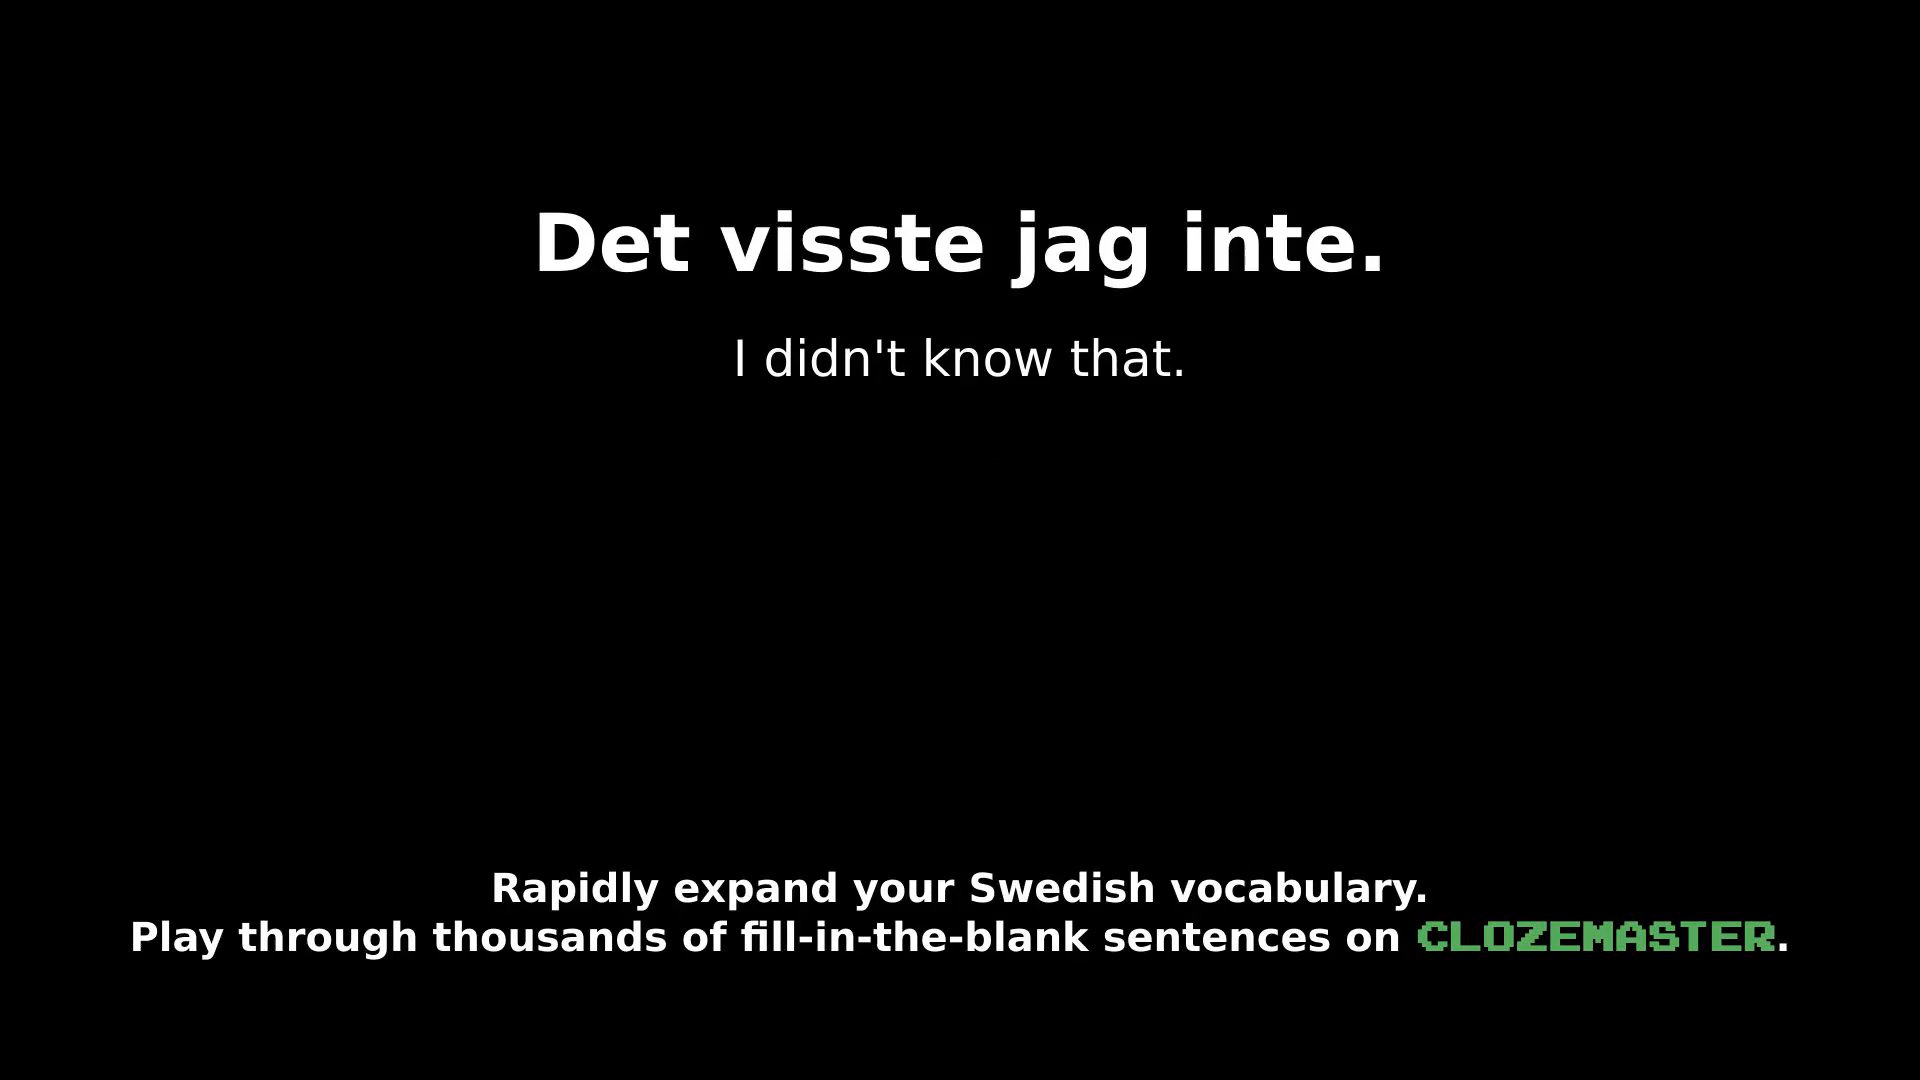 Det visste jag inte.
I didn't know that.
Rapidly expand your Swedish vocabulary.
Play through thousands of fill-in-the-blank sentences on CLOZEMASTER.